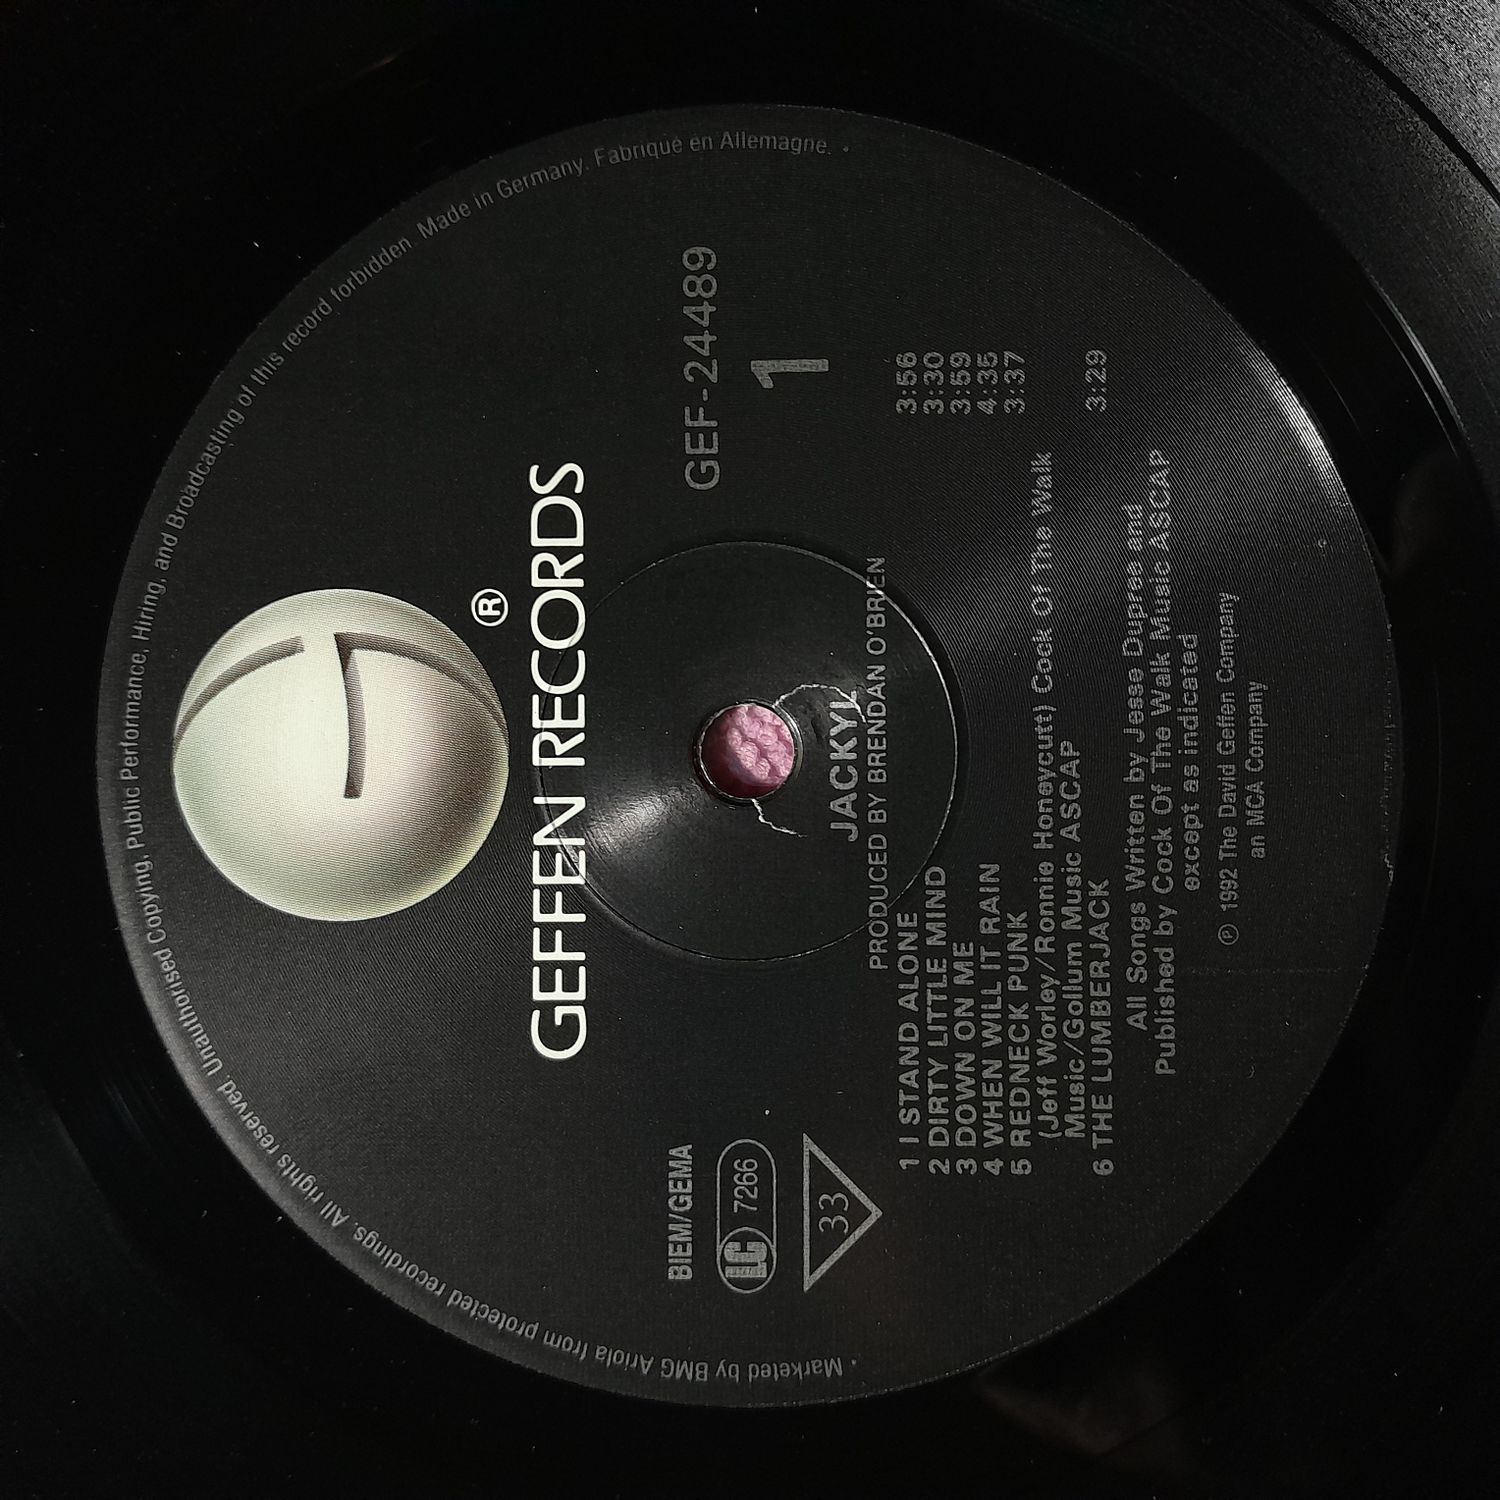 GEFFEN RECORDS ®
BIEM/GEMA
GEF-24489
LC 7266
1
33
JACKYL
PRODUCED BY BRENDAN O'BRIEN
1 I STAND ALONE 3:56
2 DIRTY LITTLE MIND 3:30
3 DOWN ON ME 3:59
4 WHEN WILL IT RAIN 4:35
5 REDNECK PUNK 3:37
(Jeff Worley/Ronnie Honeycutt) Cock Of The Walk
Music/Gollum Music ASCAP
6 THE LUMBERJACK 3:29
All Songs Written by Jesse Dupree and
Published by Cock Of The Walk Music ASCAP
except as indicated
℗ 1992 The David Geffen Company
an MCA Company
• Marketed by BMG Ariola from protected recordings. All rights reserved. Unauthorised Copying, Public Performance, Hiring, and Broadcasting of this record forbidden. Made in Germany. Fabriqué en Allemagne. •